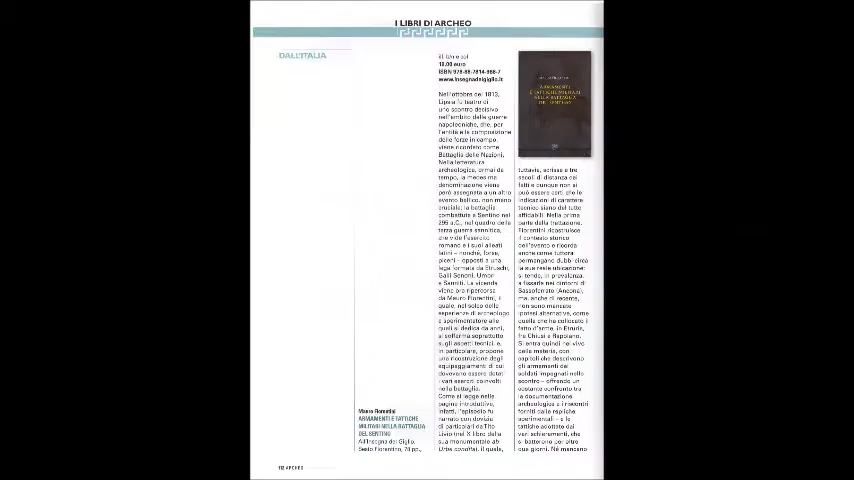 I LIBRI DI ARCHEO
DALL'ITALIA
Mauro Fiorentini
ARMAMENTI E TATTICHE
MILITARI NELLA BATTAGLIA
DEL SENTINO
All'Insegna del Giglio,
Sesto Fiorentino, 78 pp.,
ill. b/n e col
18,00 euro
ISBN 978-88-7814-966-7
www.insegnadelgiglio.it
Nell'ottobre del 1813,
Lipsia fu teatro di
uno scontro decisivo
nell'ambito delle guerre
napoleoniche, che, per
l'entità e la composizione
delle forze in campo,
viene ricordato come
Battaglia delle Nazioni.
Nella letteratura
archeologica, ormai da
tempo, la medesima
denominazione viene
però assegnata a un altro
evento bellico, non meno
cruciale: la battaglia
combattuta a Sentino nel
295 a.C., nel quadro della
terza guerra sannitica,
che vide l'esercito
romano e i suoi alleati
latini – nonché, forse,
piceni – opposti a una
lega formata da Etruschi,
Galli Senoni, Umbri
e Sanniti. La vicenda
viene ora ripercorsa
da Mauro Fiorentini, il
quale, nel solco delle
esperienze di archeologo
e sperimentatore alle
quali si dedica da anni,
si sofferma soprattutto
sugli aspetti tecnici, e,
in particolare, propone
una ricostruzione degli
equipaggiamenti di cui
dovevano essere dotati
i vari eserciti coinvolti
nella battaglia.
Come si legge nelle
pagine introduttive,
infatti, l'episodio fu
narrato con dovizia
di particolari da Tito
Livio (nel X libro della
sua monumentale ab
Urbe condita), il quale,
ARMAMENTI
E TATTICHE MILITARI
NELLA BATTAGLIA
DEL SENTINO
tuttavia, scrisse a tre
secoli di distanza dai
fatti e dunque non si
può essere certi che le
indicazioni di carattere
tecnico siano del tutto
affidabili. Nella prima
parte della trattazione,
Fiorentini ricostruisce
il contesto storico
dell'evento e ricorda
anche come tuttora
permangano dubbi circa
la sua reale ubicazione:
si tende, in prevalenza,
a fissarla nei dintorni di
Sassoferrato (Ancona),
ma, anche di recente,
non sono mancate
ipotesi alternative, come
quella che ha collocato il
fatto d'arme, in Etruria,
fra Chiusi e Rapolano.
Si entra quindi nel vivo
della materia, con
capitoli che descrivono
gli armamenti dei
soldati impegnati nello
scontro – offrendo un
costante confronto tra
la documentazione
archeologica e i riscontri
forniti dalle repliche
sperimentali – e le
tattiche adottate dai
vari schieramenti, che
si batterono per oltre
due giorni. Né mancano
112 ARCHEO